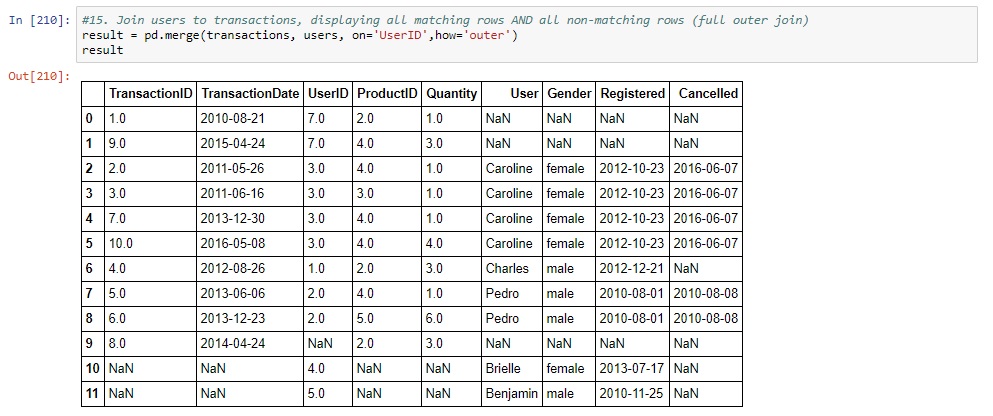 In [210]: #15. Join users to transactions, displaying all matching rows AND all non-matching rows (full outer join)
result = pd.merge(transactions, users, on='UserID',how='outer')
result
Out[210]:
TransactionID TransactionDate UserID ProductID Quantity User Gender Registered Cancelled
0 1.0 2010-08-21 7.0 2.0 1.0 NaN NaN NaN NaN
1 9.0 2015-04-24 7.0 4.0 3.0 NaN NaN NaN NaN
2 2.0 2011-05-26 3.0 4.0 1.0 Caroline female 2012-10-23 2016-06-07
3 3.0 2011-06-16 3.0 3.0 1.0 Caroline female 2012-10-23 2016-06-07
4 7.0 2013-12-30 3.0 4.0 1.0 Caroline female 2012-10-23 2016-06-07
5 10.0 2016-05-08 3.0 4.0 4.0 Caroline female 2012-10-23 2016-06-07
6 4.0 2012-08-26 1.0 2.0 3.0 Charles male 2012-12-21 NaN
7 5.0 2013-06-06 2.0 4.0 1.0 Pedro male 2010-08-01 2010-08-08
8 6.0 2013-12-23 2.0 5.0 6.0 Pedro male 2010-08-01 2010-08-08
9 8.0 2014-04-24 NaN 2.0 3.0 NaN NaN NaN NaN
10 NaN NaN 4.0 NaN NaN Brielle female 2013-07-17 NaN
11 NaN NaN 5.0 NaN NaN Benjamin male 2010-11-25 NaN